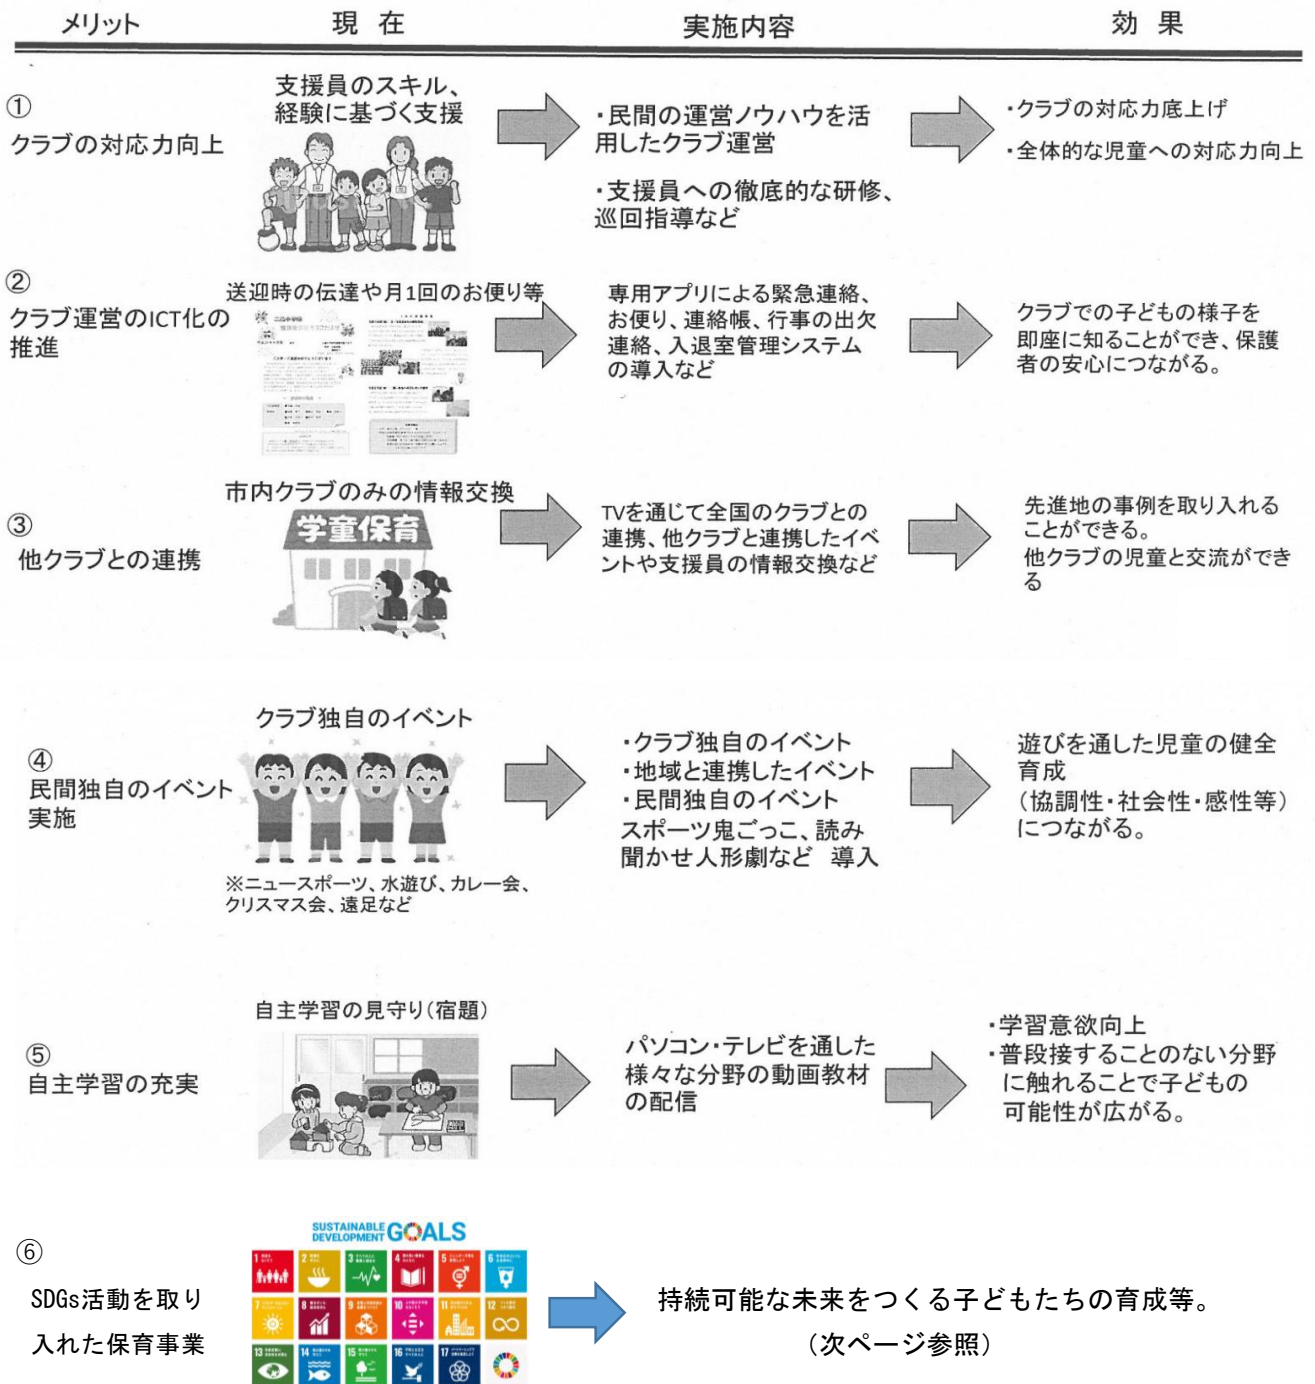 メリット
現 在
実施内容
効 果
①
クラブの対応力向上
支援員のスキル、
経験に基づく支援
・民間の運営ノウハウを活
用したクラブ運営
・支援員への徹底的な研修、
巡回指導など
・クラブの対応力底上げ
・全体的な児童への対応力向上
②
クラブ運営のICT化の
推進
送迎時の伝達や月1回のお便り等
専用アプリによる緊急連絡、
お便り、連絡帳、行事の出欠
連絡、入退室管理システム
の導入など
クラブでの子どもの様子を
即座に知ることができ、保護
者の安心につながる。
③
他クラブとの連携
市内クラブのみの情報交換
学童保育
TVを通じて全国のクラブとの
連携、他クラブと連携したイベ
ントや支援員の情報交換など
先進地の事例を取り入れる
ことができる。
他クラブの児童と交流ができ
る
④
民間独自のイベント
実施
クラブ独自のイベント
※ニュースポーツ、水遊び、カレー会、
クリスマス会、遠足など
・クラブ独自のイベント
・地域と連携したイベント
・民間独自のイベント
スポーツ鬼ごっこ、読み
聞かせ人形劇など 導入
遊びを通した児童の健全
育成
（協調性・社会性・感性等）
につながる。
⑤
自主学習の充実
自主学習の見守り（宿題）
パソコン・テレビを通した
様々な分野の動画教材
の配信
・学習意欲向上
・普段接することのない分野
に触れることで子どもの
可能性が広がる。
⑥
SDGs活動を取り
入れた保育事業
SUSTAINABLE
DEVELOPMENT GOALS
1 2 3 4 5 6
7 8 9 10 11 12
13 14 15 16 17
持続可能な未来をつくる子どもたちの育成等。
（次ページ参照）